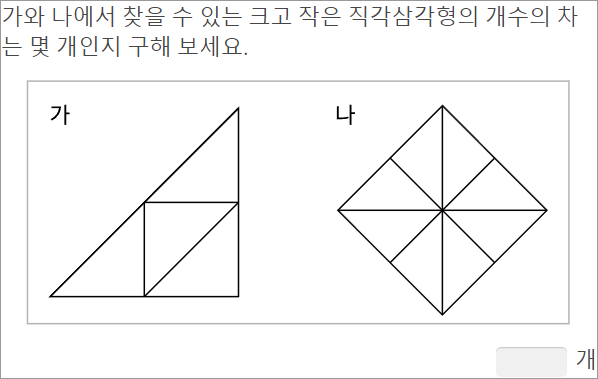 가와 나에서 찾을 수 있는 크고 작은 직각삼각형의 개수의 차
는 몇 개인지 구해 보세요.
가
나
개